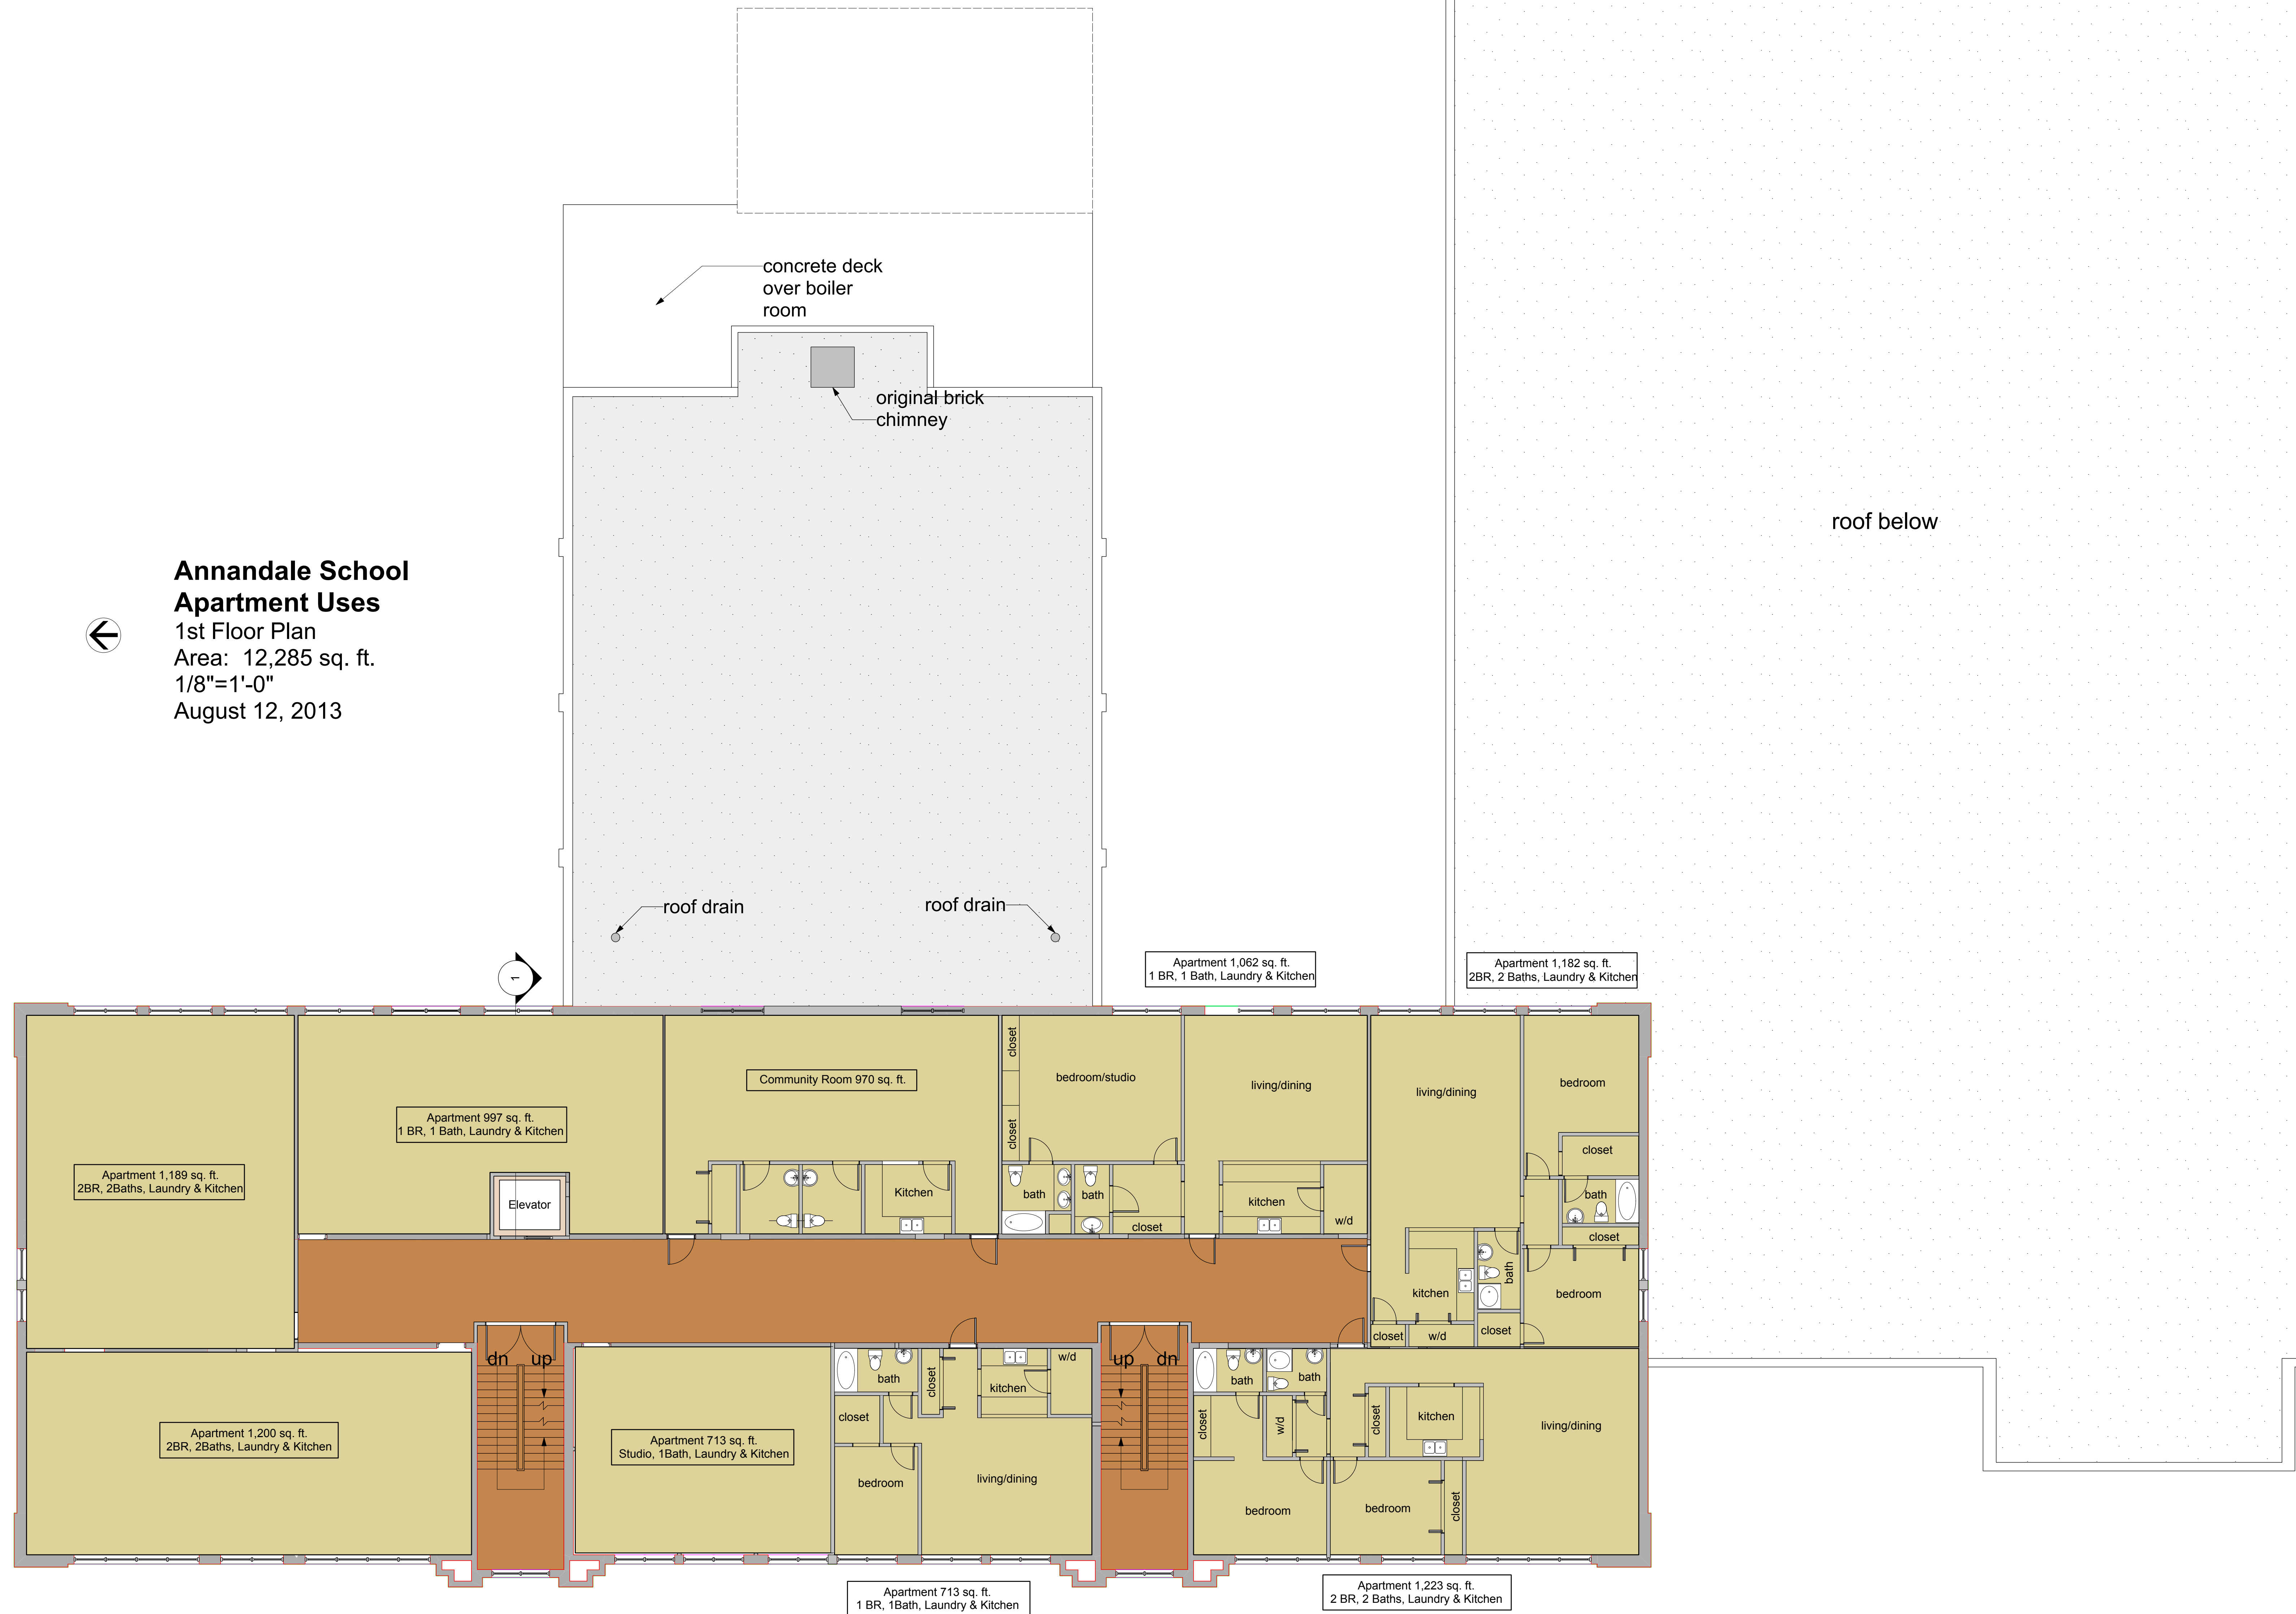 concrete deck
over boiler
room
original brick
chimney
roof below
Annandale School
Apartment Uses
1st Floor Plan
Area: 12,285 sq. ft.
1/8"=1'-0"
August 12, 2013
roof drain
roof drain
1
Apartment 1,062 sq. ft.
1 BR, 1 Bath, Laundry & Kitchen
Apartment 1,182 sq. ft.
2BR, 2 Baths, Laundry & Kitchen
Apartment 1,189 sq. ft.
2BR, 2Baths, Laundry & Kitchen
Apartment 997 sq. ft.
1 BR, 1 Bath, Laundry & Kitchen
Elevator
Community Room 970 sq. ft.
Kitchen
closet
closet
bedroom/studio
bath
bath
closet
living/dining
kitchen
w/d
living/dining
bedroom
closet
bath
closet
bedroom
kitchen
bath
closet
w/d
closet
dn
up
Apartment 1,200 sq. ft.
2BR, 2Baths, Laundry & Kitchen
Apartment 713 sq. ft.
Studio, 1Bath, Laundry & Kitchen
bath
closet
closet
kitchen
w/d
bedroom
living/dining
up
dn
bath
bath
closet
w/d
closet
kitchen
living/dining
bedroom
bedroom
closet
Apartment 713 sq. ft.
1 BR, 1Bath, Laundry & Kitchen
Apartment 1,223 sq. ft.
2 BR, 2 Baths, Laundry & Kitchen